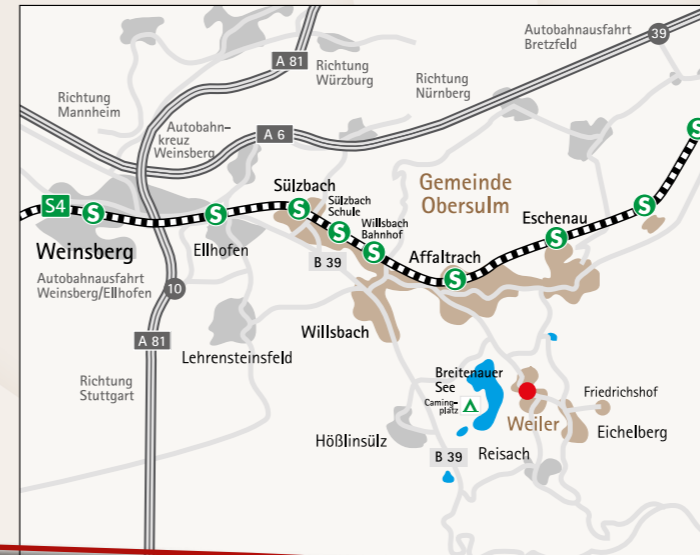 Autobahnausfahrt
Bretzfeld
39
A 81
Richtung
Würzburg
Richtung
Nürnberg
Richtung
Mannheim
Autobahn-
kreuz
Weinsberg
A 6
S4
S
S
S
S
S
S
S
S
S
Sülzbach
Sülzbach
Schule
Willsbach
Bahnhof
Gemeinde
Obersulm
Eschenau
Affaltrach
Weinsberg
Ellhofen
B 39
Autobahnausfahrt
Weinsberg/Ellhofen
10
A 81
Willsbach
Lehrensteinsfeld
Richtung
Stuttgart
Breitenauer
See
Caming-
platz
Weiler
Friedrichshof
Eichelberg
Hößlinsülz
B 39
Reisach